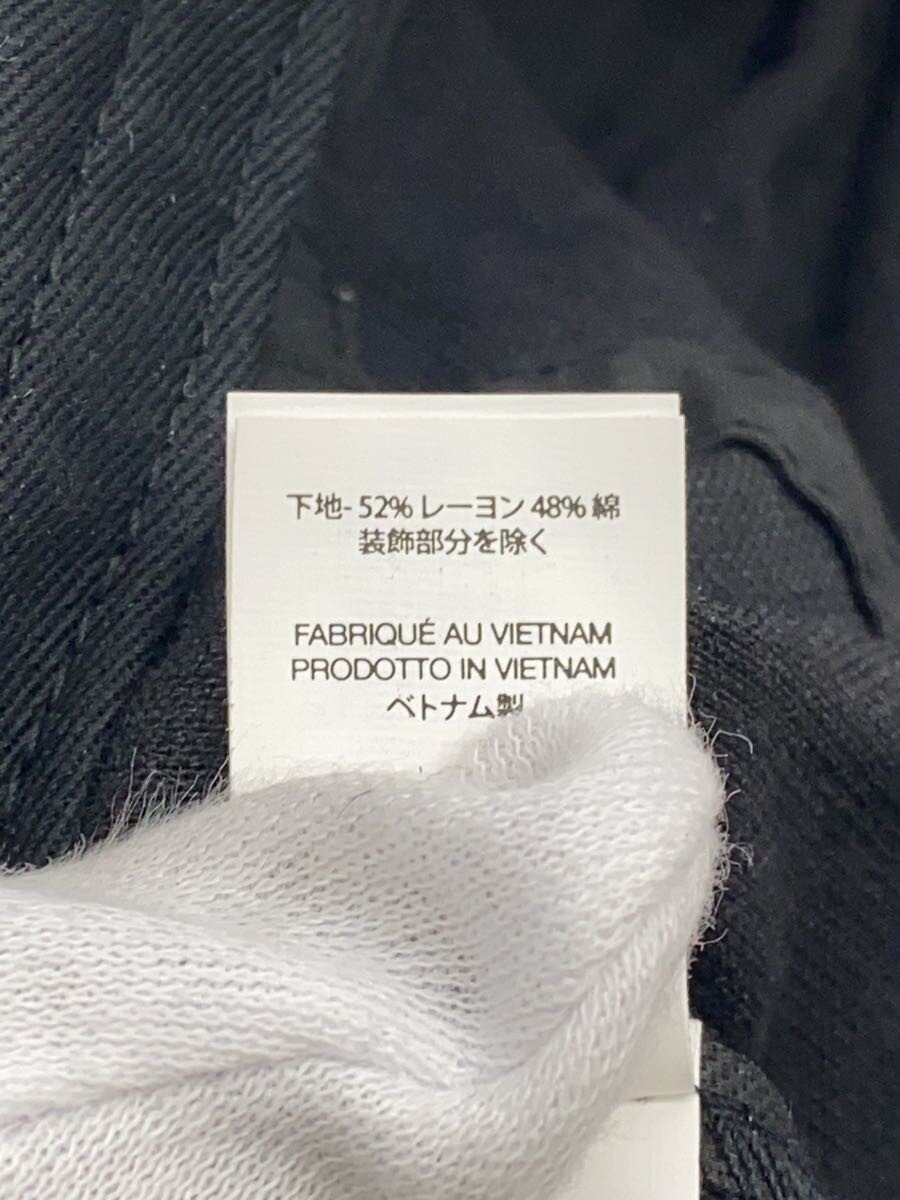 下地- 52% レーヨン 48% 綿
装飾部分を除く
FABRIQUÉ AU VIETNAM
PRODOTTO IN VIETNAM
ベトナム製